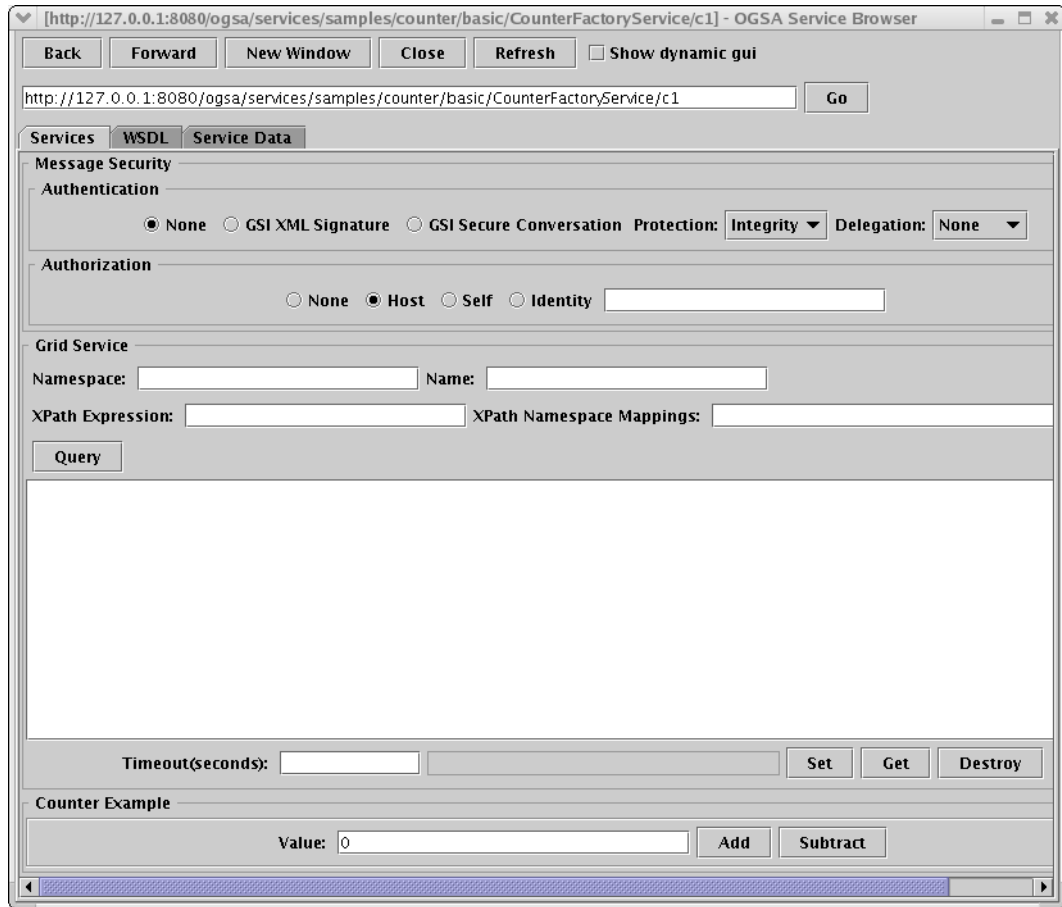 [http://127.0.0.1:8080/ogsa/services/samples/counter/basic/CounterFactoryService/c1] - OGSA Service Browser
Back Forward New Window Close Refresh Show dynamic gui
http://127.0.0.1:8080/ogsa/services/samples/counter/basic/CounterFactoryService/c1 Go
Services WSDL Service Data
Message Security
Authentication
None GSI XML Signature GSI Secure Conversation Protection: Integrity Delegation: None
Authorization
None Host Self Identity
Grid Service
Namespace: Name:
XPath Expression: XPath Namespace Mappings:
Query
Timeout(seconds): Set Get Destroy
Counter Example
Value: 0 Add Subtract